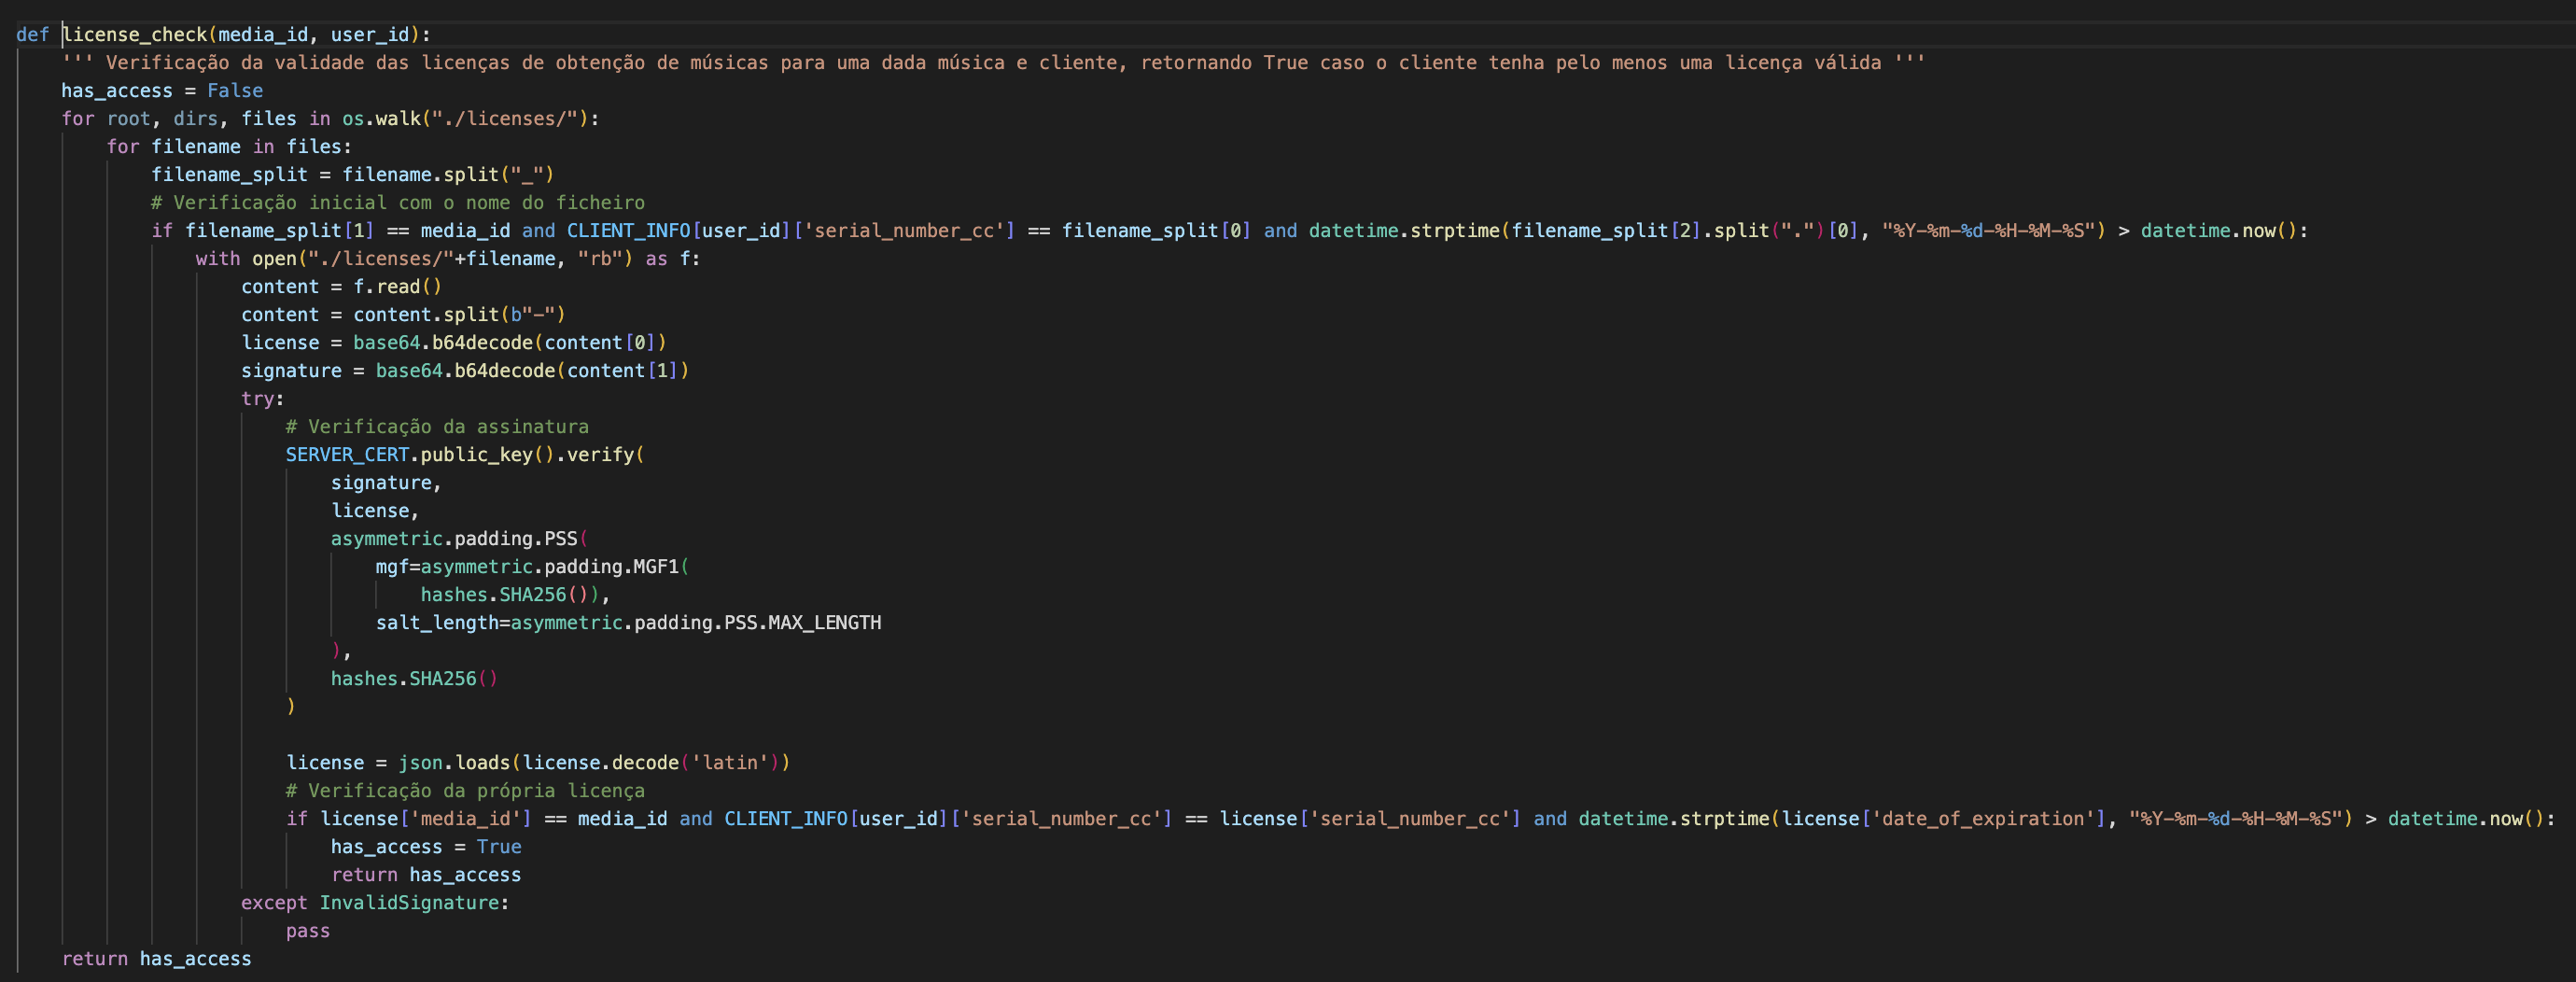 def license_check(media_id, user_id):
    ''' Verificação da validade das licenças de obtenção de músicas para uma dada música e cliente, retornando True caso o cliente tenha pelo menos uma licença válida '''
    has_access = False
    for root, dirs, files in os.walk("./licenses/"):
        for filename in files:
            filename_split = filename.split("_")
            # Verificação inicial com o nome do ficheiro
            if filename_split[1] == media_id and CLIENT_INFO[user_id]['serial_number_cc'] == filename_split[0] and datetime.strptime(filename_split[2].split(".")[0], "%Y-%m-%d-%H-%M-%S") > datetime.now():
                with open("./licenses/"+filename, "rb") as f:
                    content = f.read()
                    content = content.split(b"-")
                    license = base64.b64decode(content[0])
                    signature = base64.b64decode(content[1])
                    try:
                        # Verificação da assinatura
                        SERVER_CERT.public_key().verify(
                            signature,
                            license,
                            asymmetric.padding.PSS(
                                mgf=asymmetric.padding.MGF1(
                                    hashes.SHA256()),
                                salt_length=asymmetric.padding.PSS.MAX_LENGTH
                            ),
                            hashes.SHA256()
                        )
                        license = json.loads(license.decode('latin'))
                        # Verificação da própria licença
                        if license['media_id'] == media_id and CLIENT_INFO[user_id]['serial_number_cc'] == license['serial_number_cc'] and datetime.strptime(license['date_of_expiration'], "%Y-%m-%d-%H-%M-%S") > datetime.now():
                            has_access = True
                            return has_access
                    except InvalidSignature:
                        pass
    return has_access